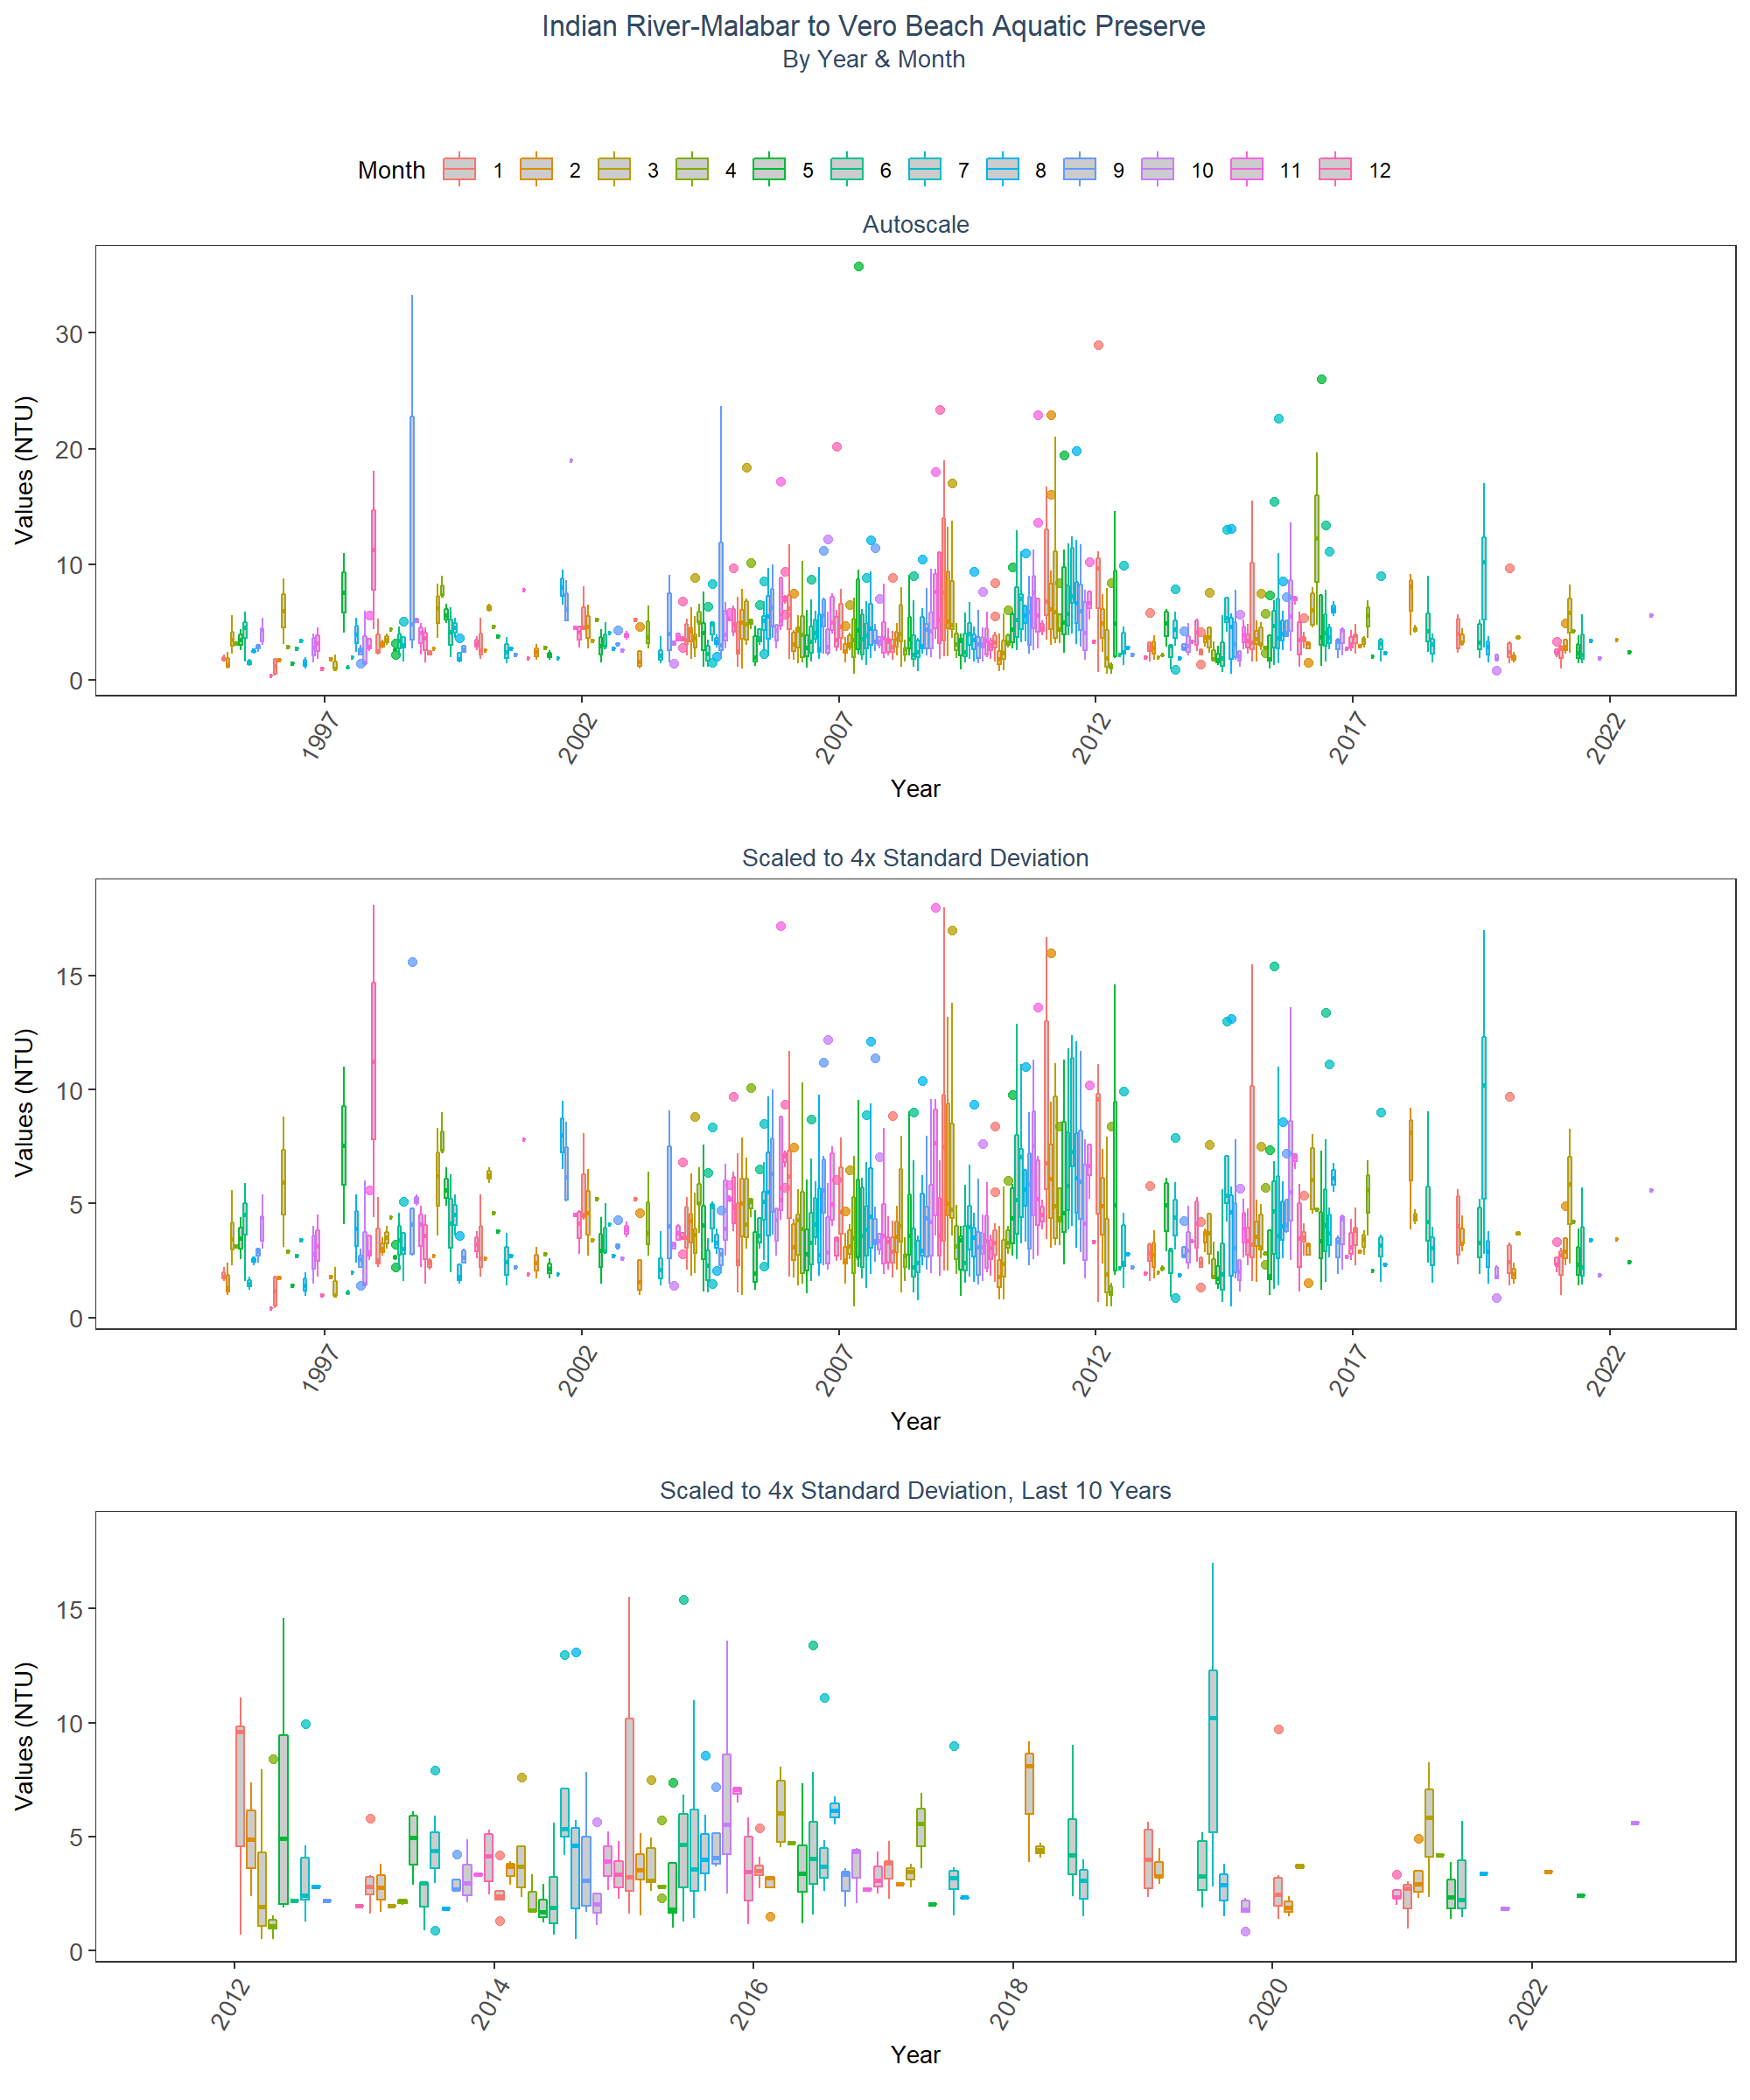 Indian River-Malabar to Vero Beach Aquatic Preserve
By Year & Month
Month 1 2 3 4 5 6 7 8 9 10 11 12
Autoscale
Values (NTU)
30
20
10
0
1997 2002 2007 2012 2017 2022
Year
Scaled to 4x Standard Deviation
Values (NTU)
15
10
5
0
1997 2002 2007 2012 2017 2022
Year
Scaled to 4x Standard Deviation, Last 10 Years
Values (NTU)
15
10
5
0
2012 2014 2016 2018 2020 2022
Year